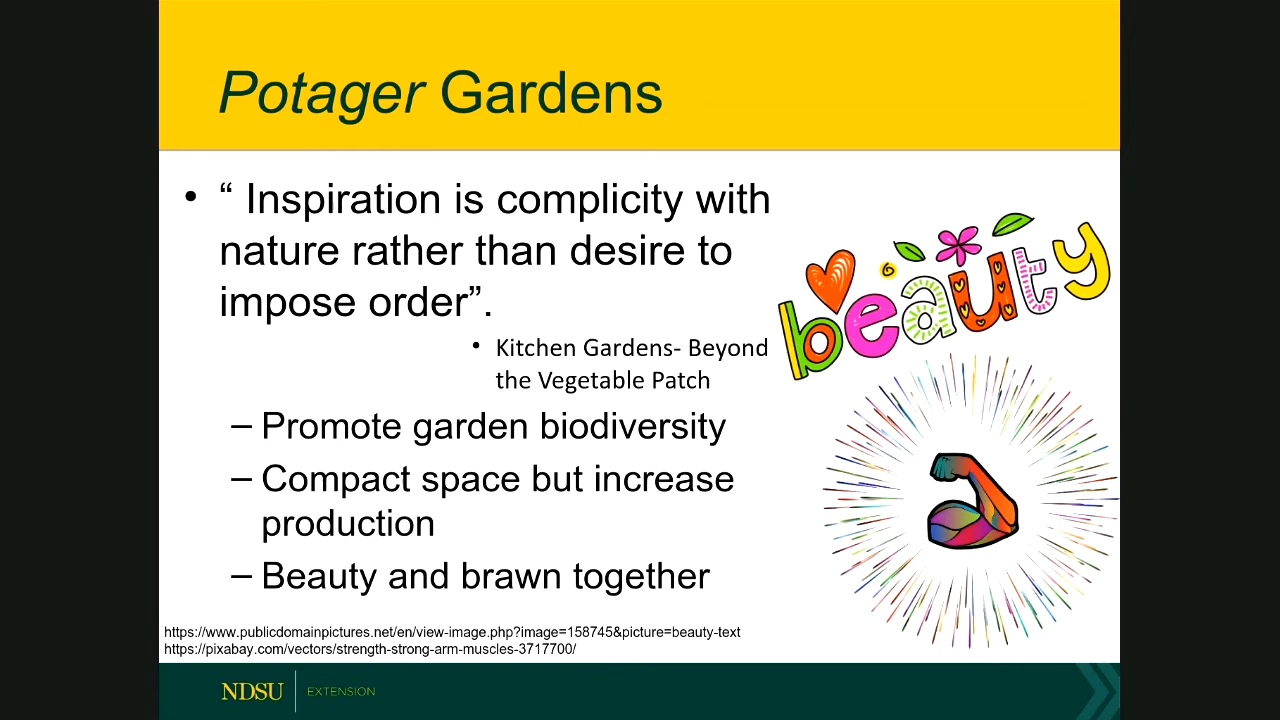 Potager Gardens
• “ Inspiration is complicity with
nature rather than desire to
impose order”.
• Kitchen Gardens- Beyond
the Vegetable Patch
– Promote garden biodiversity
– Compact space but increase
production
– Beauty and brawn together
beauty
https://www.publicdomainpictures.net/en/view-image.php?image=158745&picture=beauty-text
https://pixabay.com/vectors/strength-strong-arm-muscles-3717700/
NDSU EXTENSION